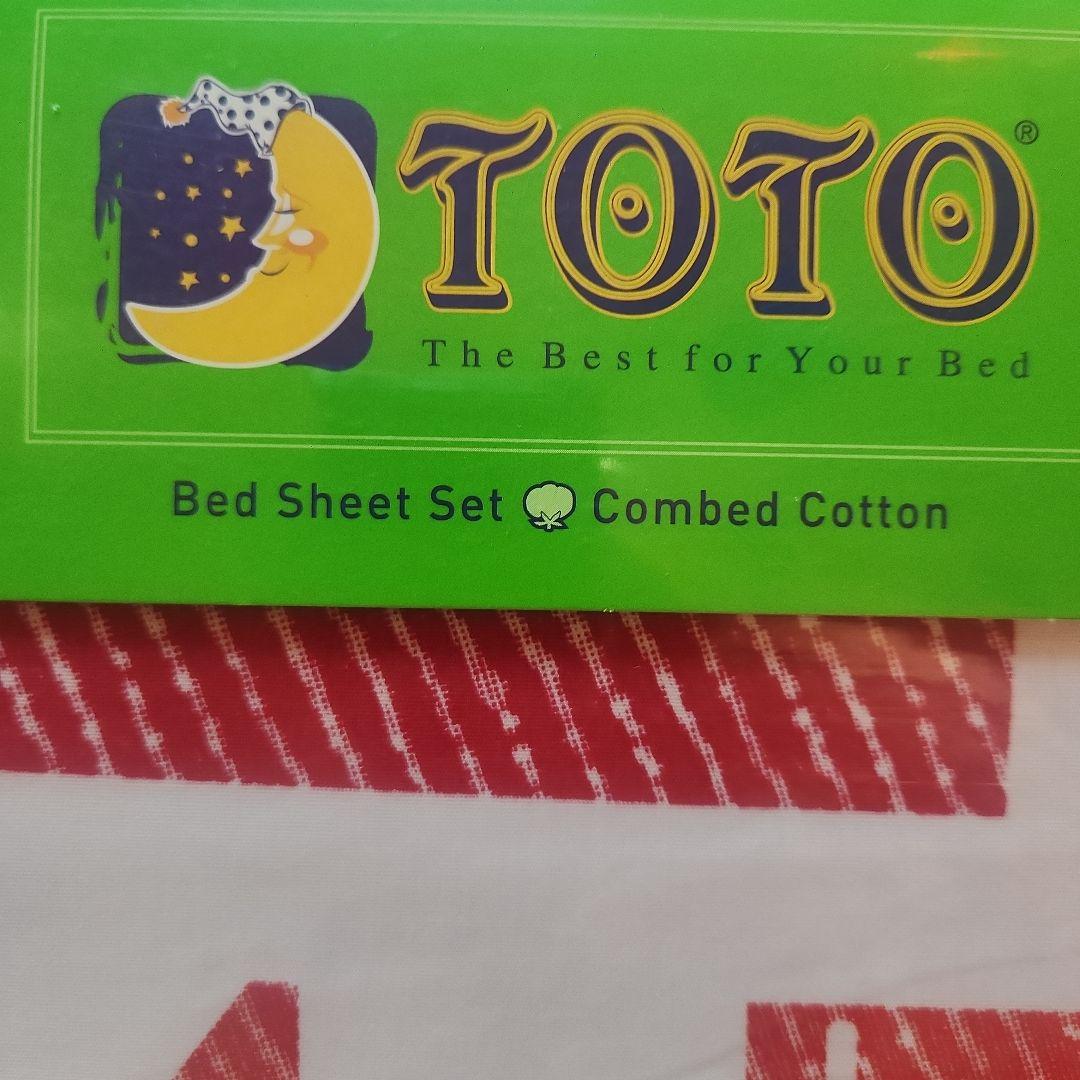 TOTO®
The Best for Your Bed
Bed Sheet Set Combed Cotton